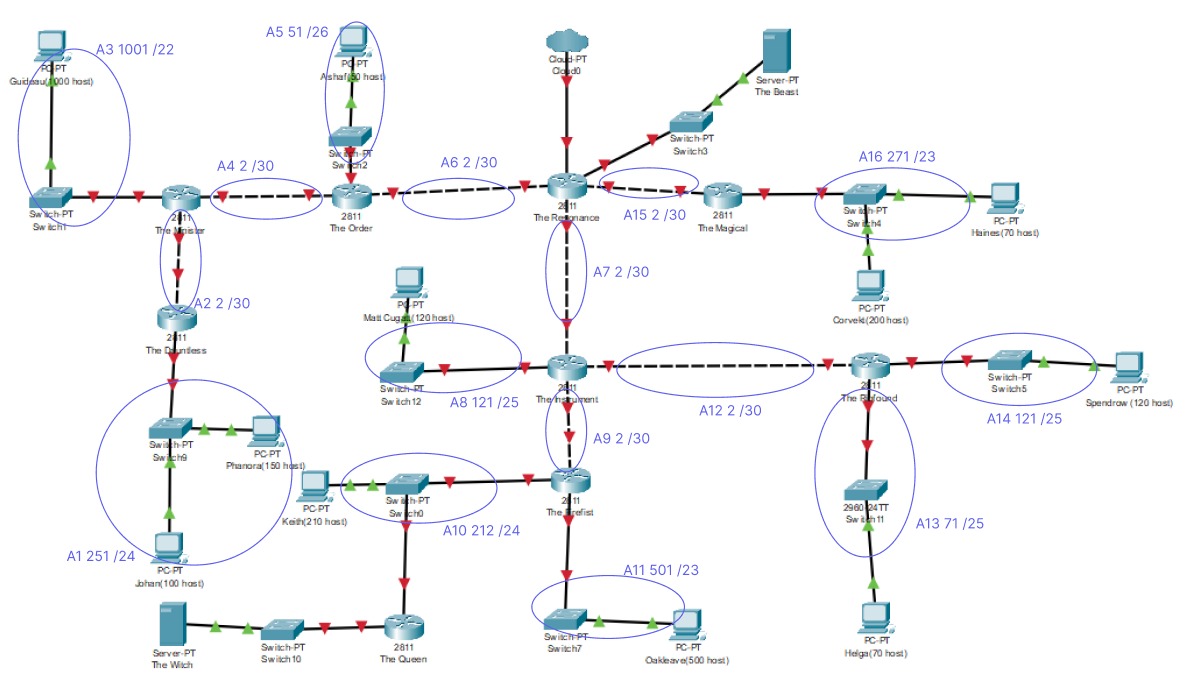 A5 51 /26
A3 1001 /22
PC-PT
Guideau(1000 host)
PC-PT
Ashaf(50 host)
Cloud-PT
Cloud0
Server-PT
The Beast
Switch-PT
Switch2
Switch-PT
Switch3
A4 2 /30
A6 2 /30
A16 271 /23
Switch-PT
Switch1
2811
The Minister
2811
The Order
2811
The Resonance
A15 2 /30
2811
The Magical
Switch-PT
Switch4
PC-PT
Haines(70 host)
A7 2 /30
A2 2 /30
PC-PT
Matt Cugat(120 host)
PC-PT
Corvekt(200 host)
2811
The Dauntless
Switch-PT
Switch12
A8 121 /25
2811
The Instrument
A12 2 /30
2811
The Profound
Switch-PT
Switch5
PC-PT
Spendrow (120 host)
A14 121 /25
A9 2 /30
Switch-PT
Switch9
PC-PT
Phanora(150 host)
PC-PT
Keith(210 host)
Switch-PT
Switch0
A10 212 /24
2811
The Firefist
2960-24TT
Switch11
A13 71 /25
A1 251 /24
PC-PT
Johan(100 host)
A11 501 /23
Server-PT
The Witch
Switch-PT
Switch10
2811
The Queen
Switch-PT
Switch7
PC-PT
Oakleave(500 host)
PC-PT
Helga(70 host)